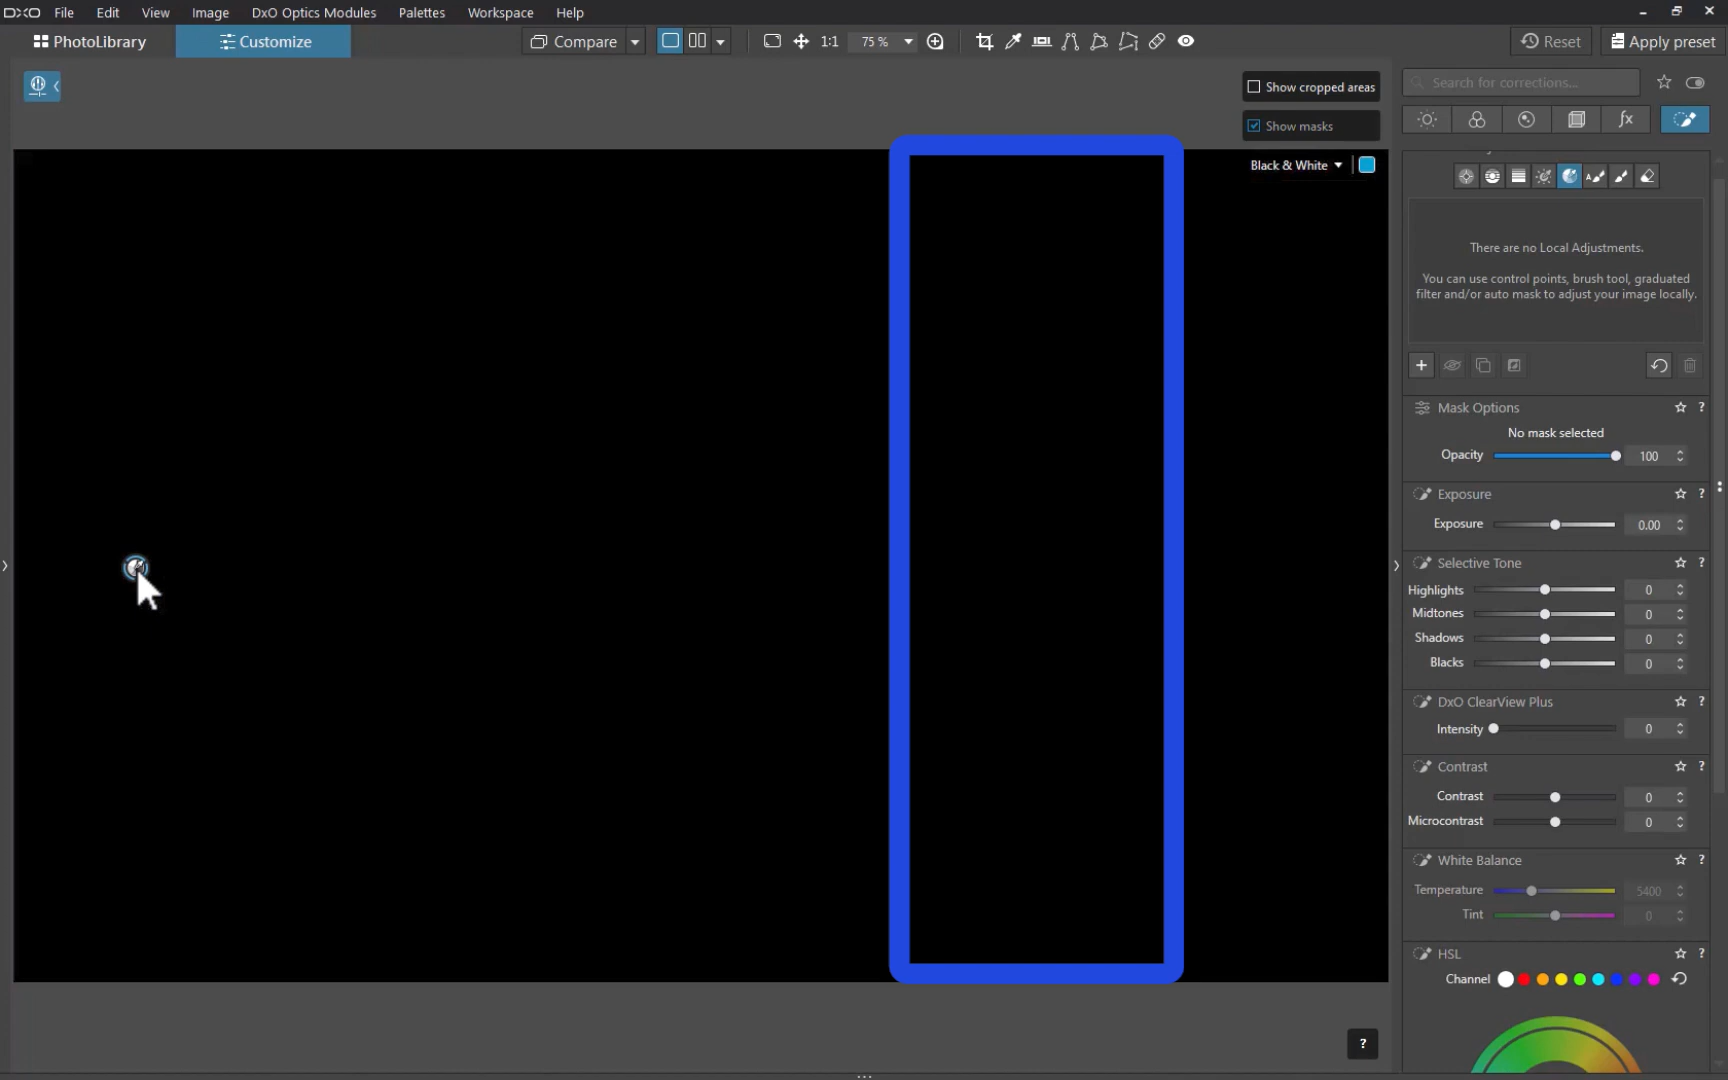 DXO File Edit View Image DxO Optics Modules Palettes Workspace Help
PhotoLibrary Customize Compare 1:1 75 % Reset Apply preset
Search for corrections...
Show cropped areas
Show masks
fx
Black & White
A
There are no Local Adjustments.
You can use control points, brush tool, graduated
filter and/or auto mask to adjust your image locally.
Mask Options ?
No mask selected
Opacity 100
Exposure ?
Exposure 0.00
Selective Tone ?
Highlights 0
Midtones 0
Shadows 0
Blacks 0
DxO ClearView Plus ?
Intensity 0
Contrast ?
Contrast 0
Microcontrast 0
White Balance ?
Temperature 5400
Tint 0
HSL ?
Channel
?